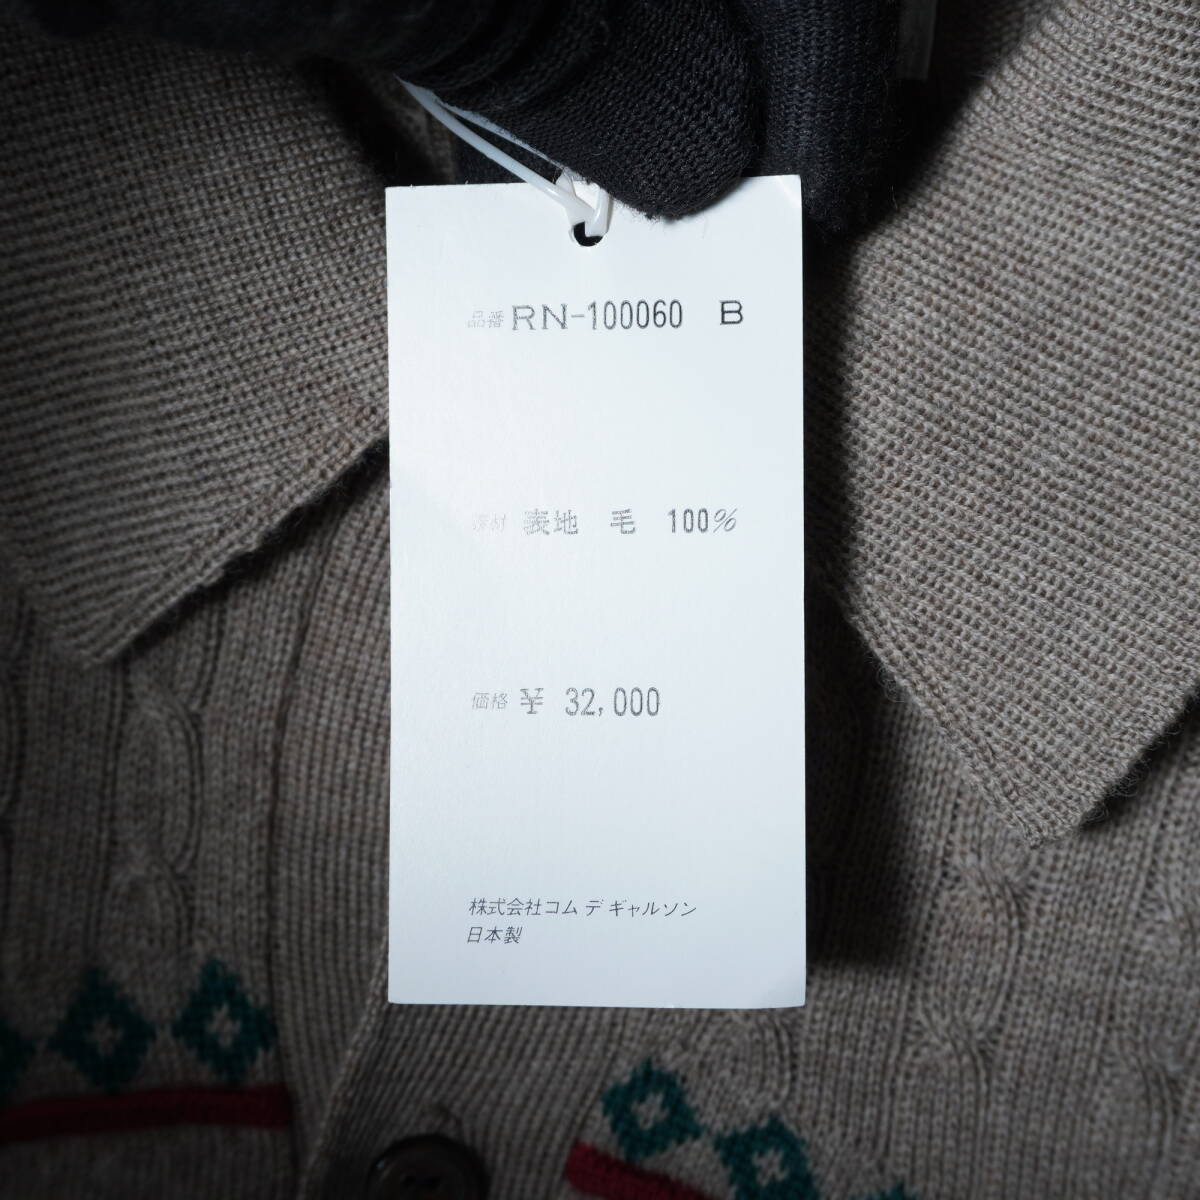 品番 RN-100060 B
素材 表地 毛 100%
価格 ¥ 32,000
株式会社コム デ ギャルソン
日本製